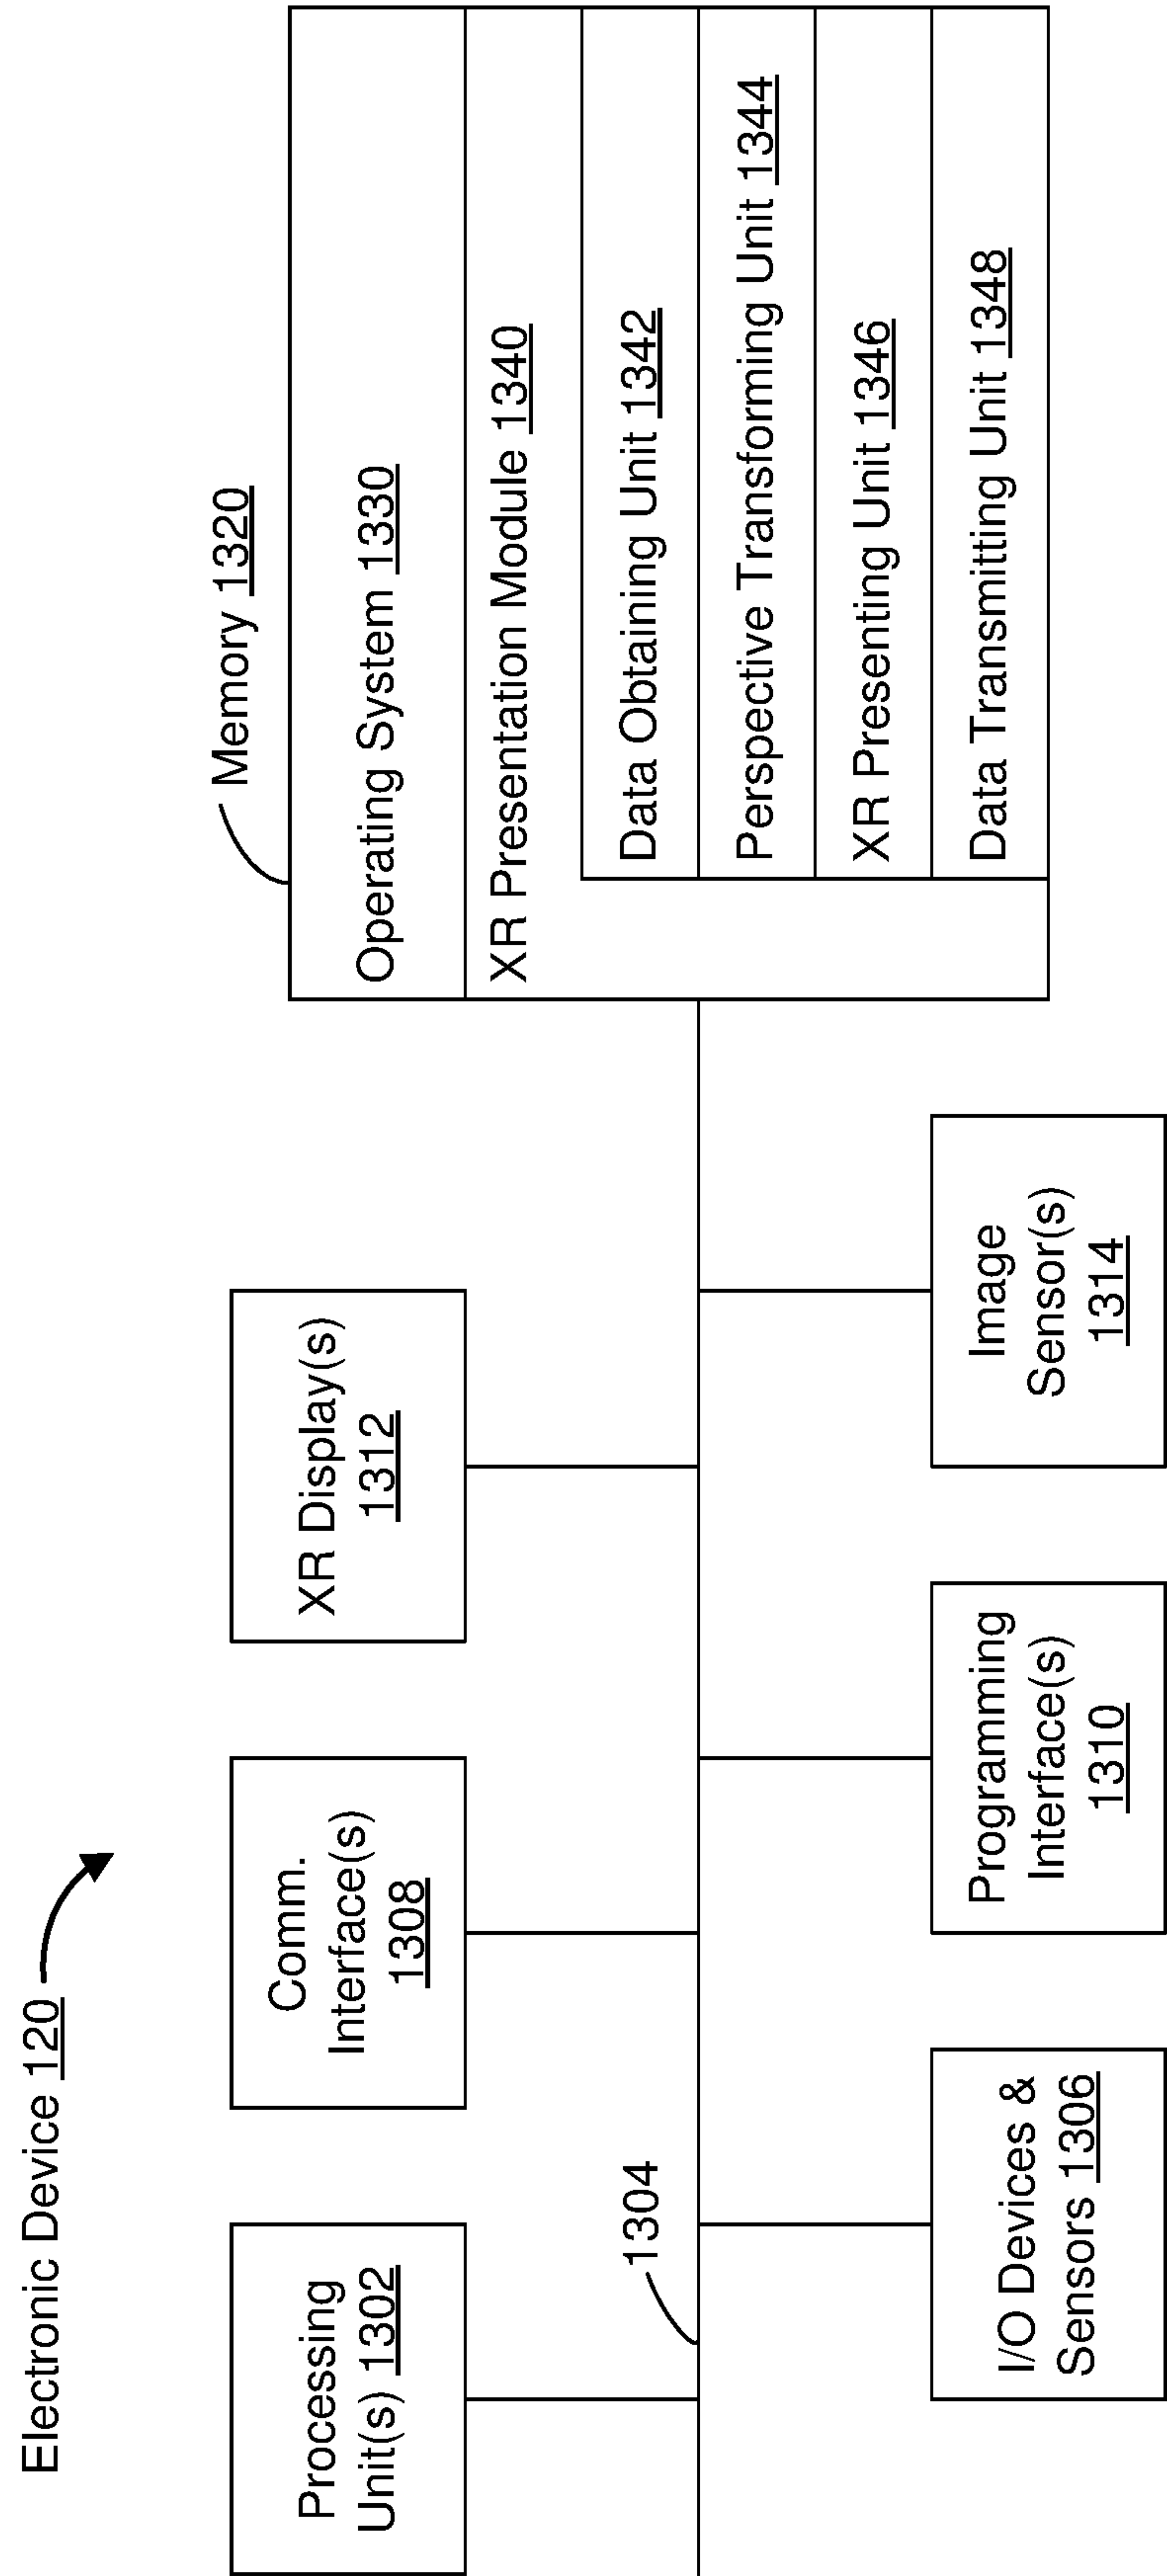 Electronic Device 120
Processing
Unit(s) 1302
Comm.
Interface(s)
1308
XR Display(s)
1312
Memory 1320
Operating System 1330
XR Presentation Module 1340
Data Obtaining Unit 1342
Perspective Transforming Unit 1344
XR Presenting Unit 1346
Data Transmitting Unit 1348
1304
I/O Devices &
Sensors 1306
Programming
Interface(s)
1310
Image
Sensor(s)
1314